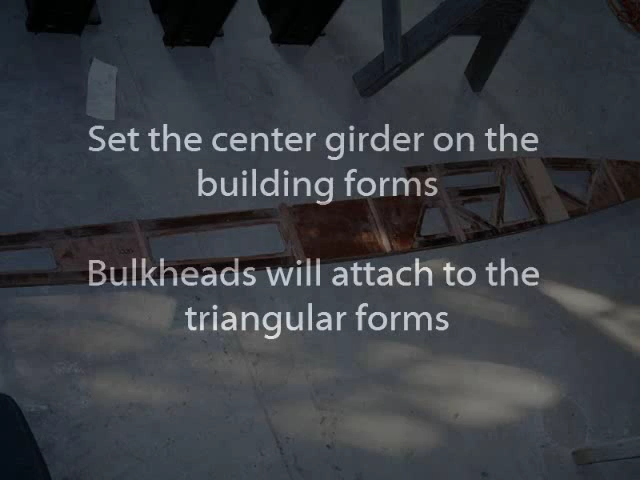 Set the center girder on the
building forms
Bulkheads will attach to the
triangular forms